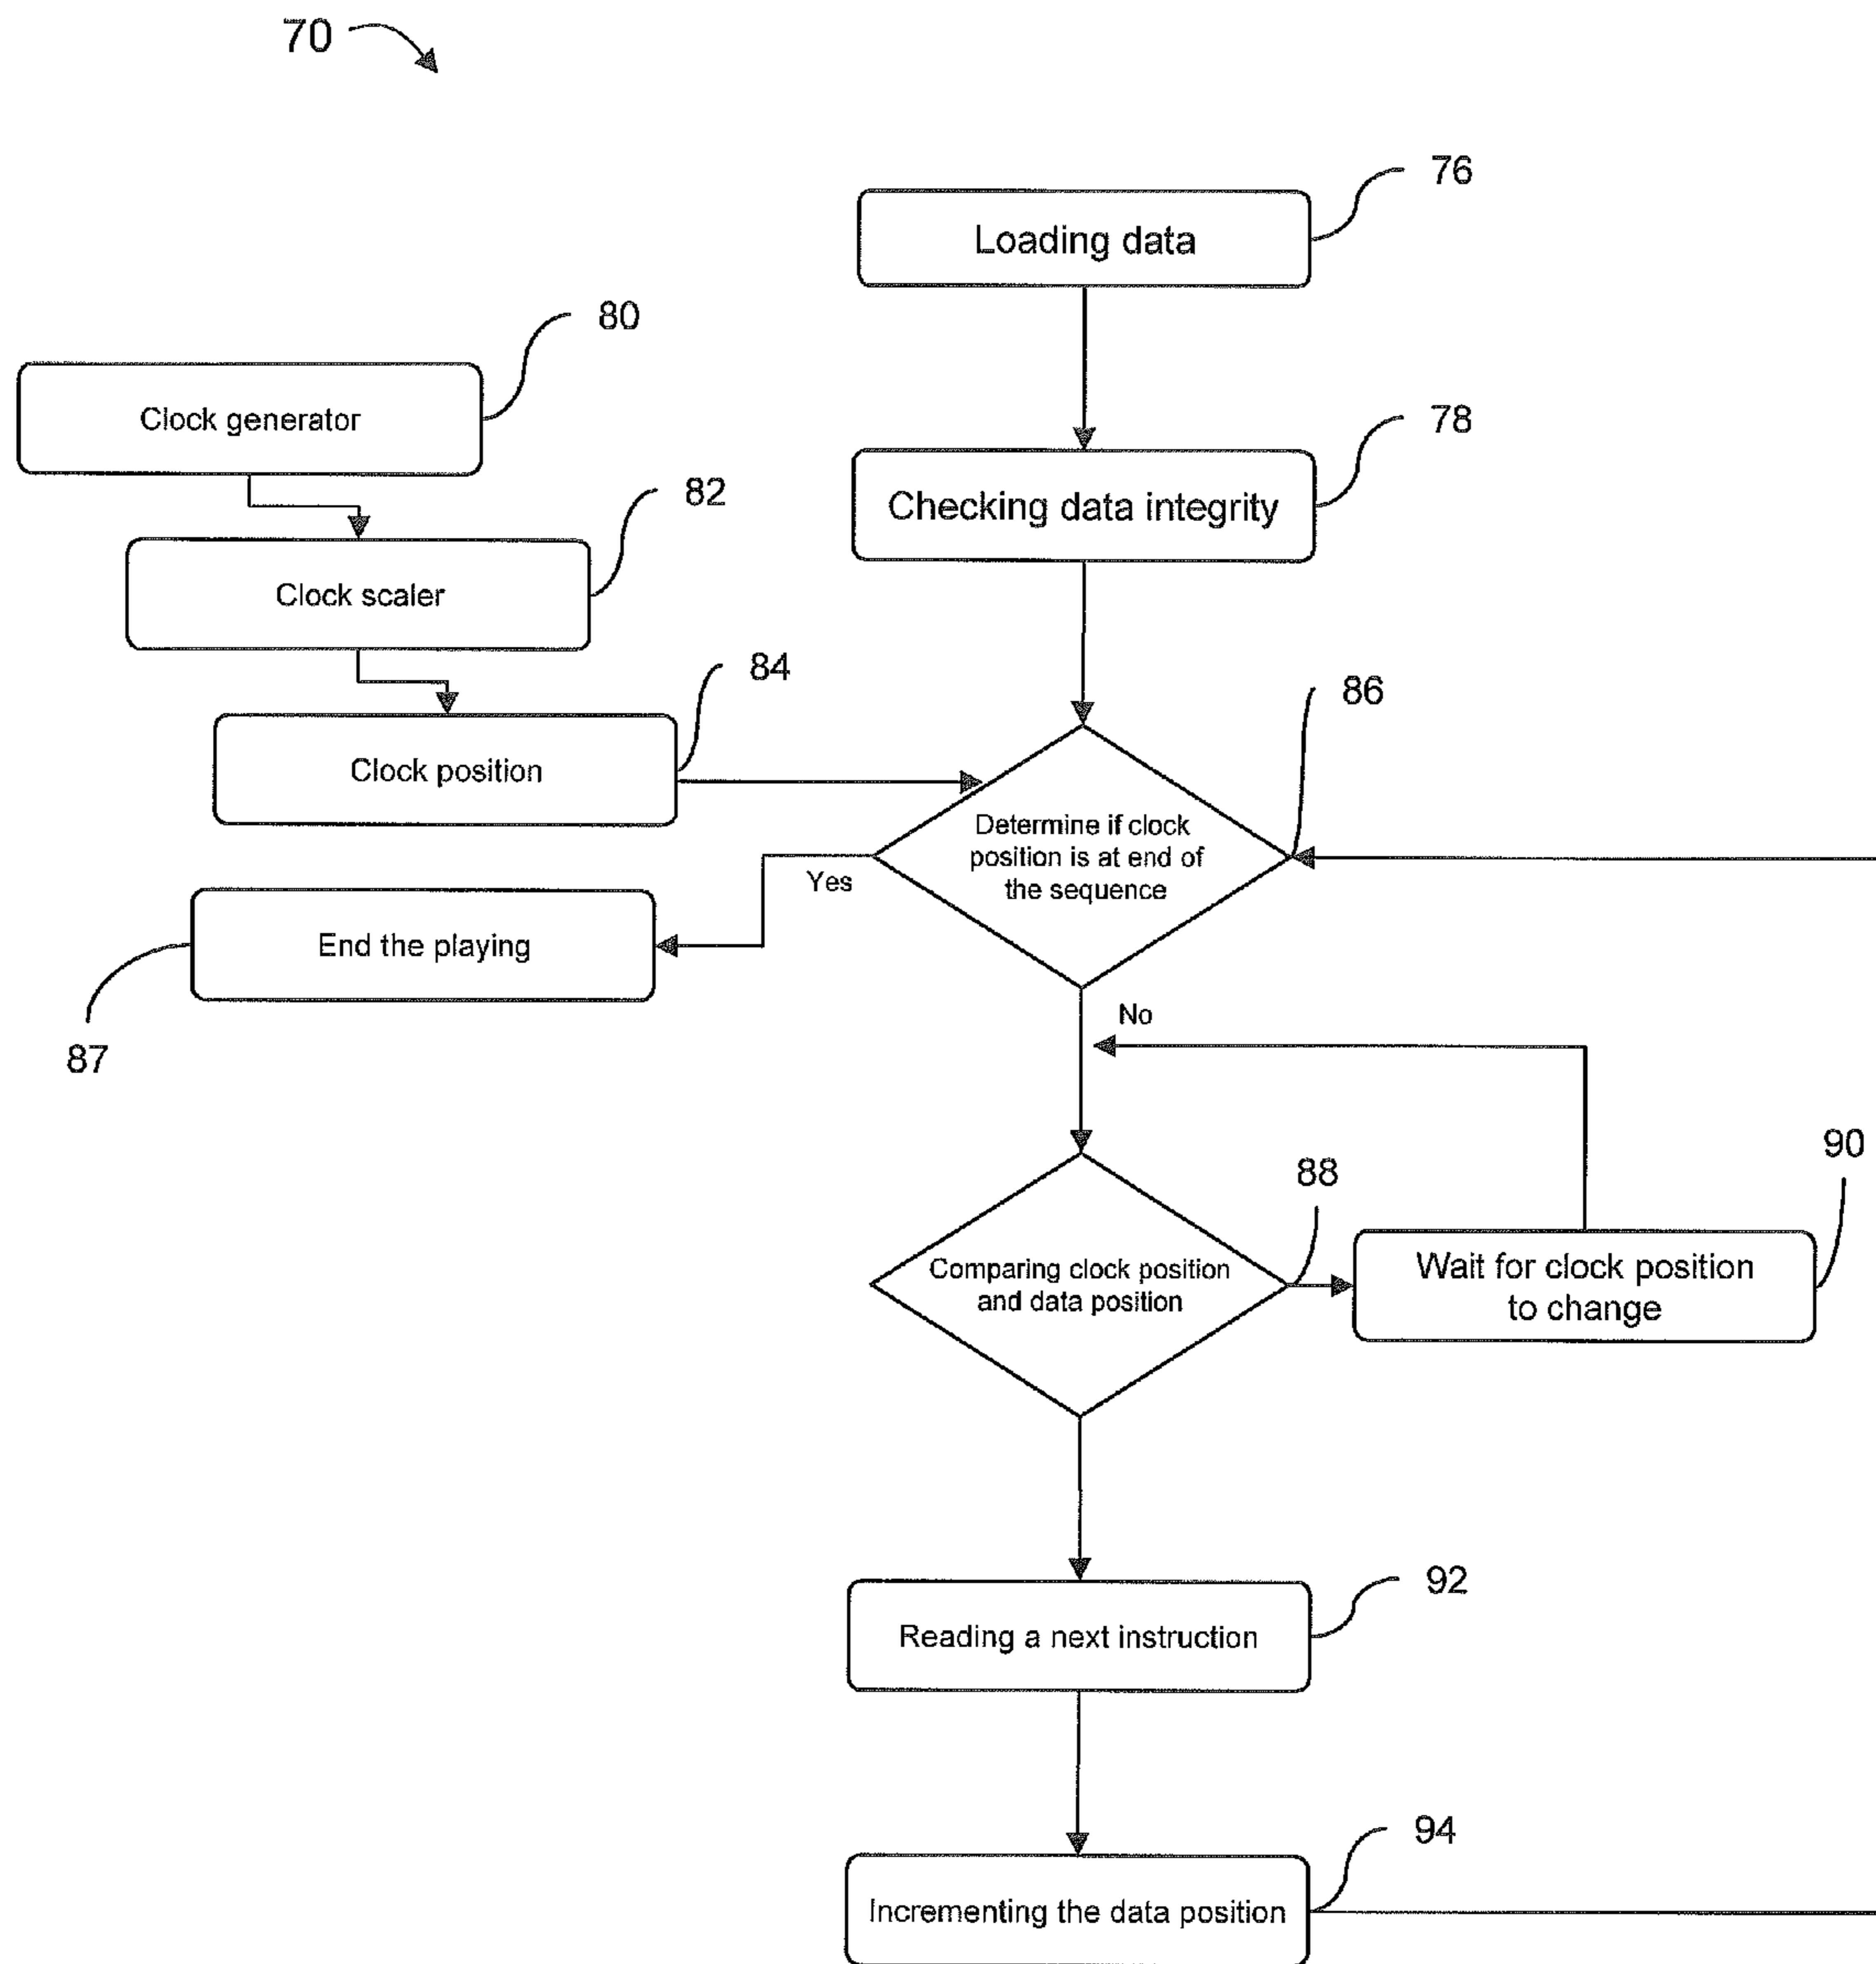 70
76
Loading data
80
Clock generator
78
Checking data integrity
82
Clock scaler
84
Clock position
86
Determine if clock
position is at end of
the sequence
Yes
End the playing
87
No
88
90
Comparing clock position
and data position
Wait for clock position
to change
92
Reading a next instruction
94
Incrementing the data position